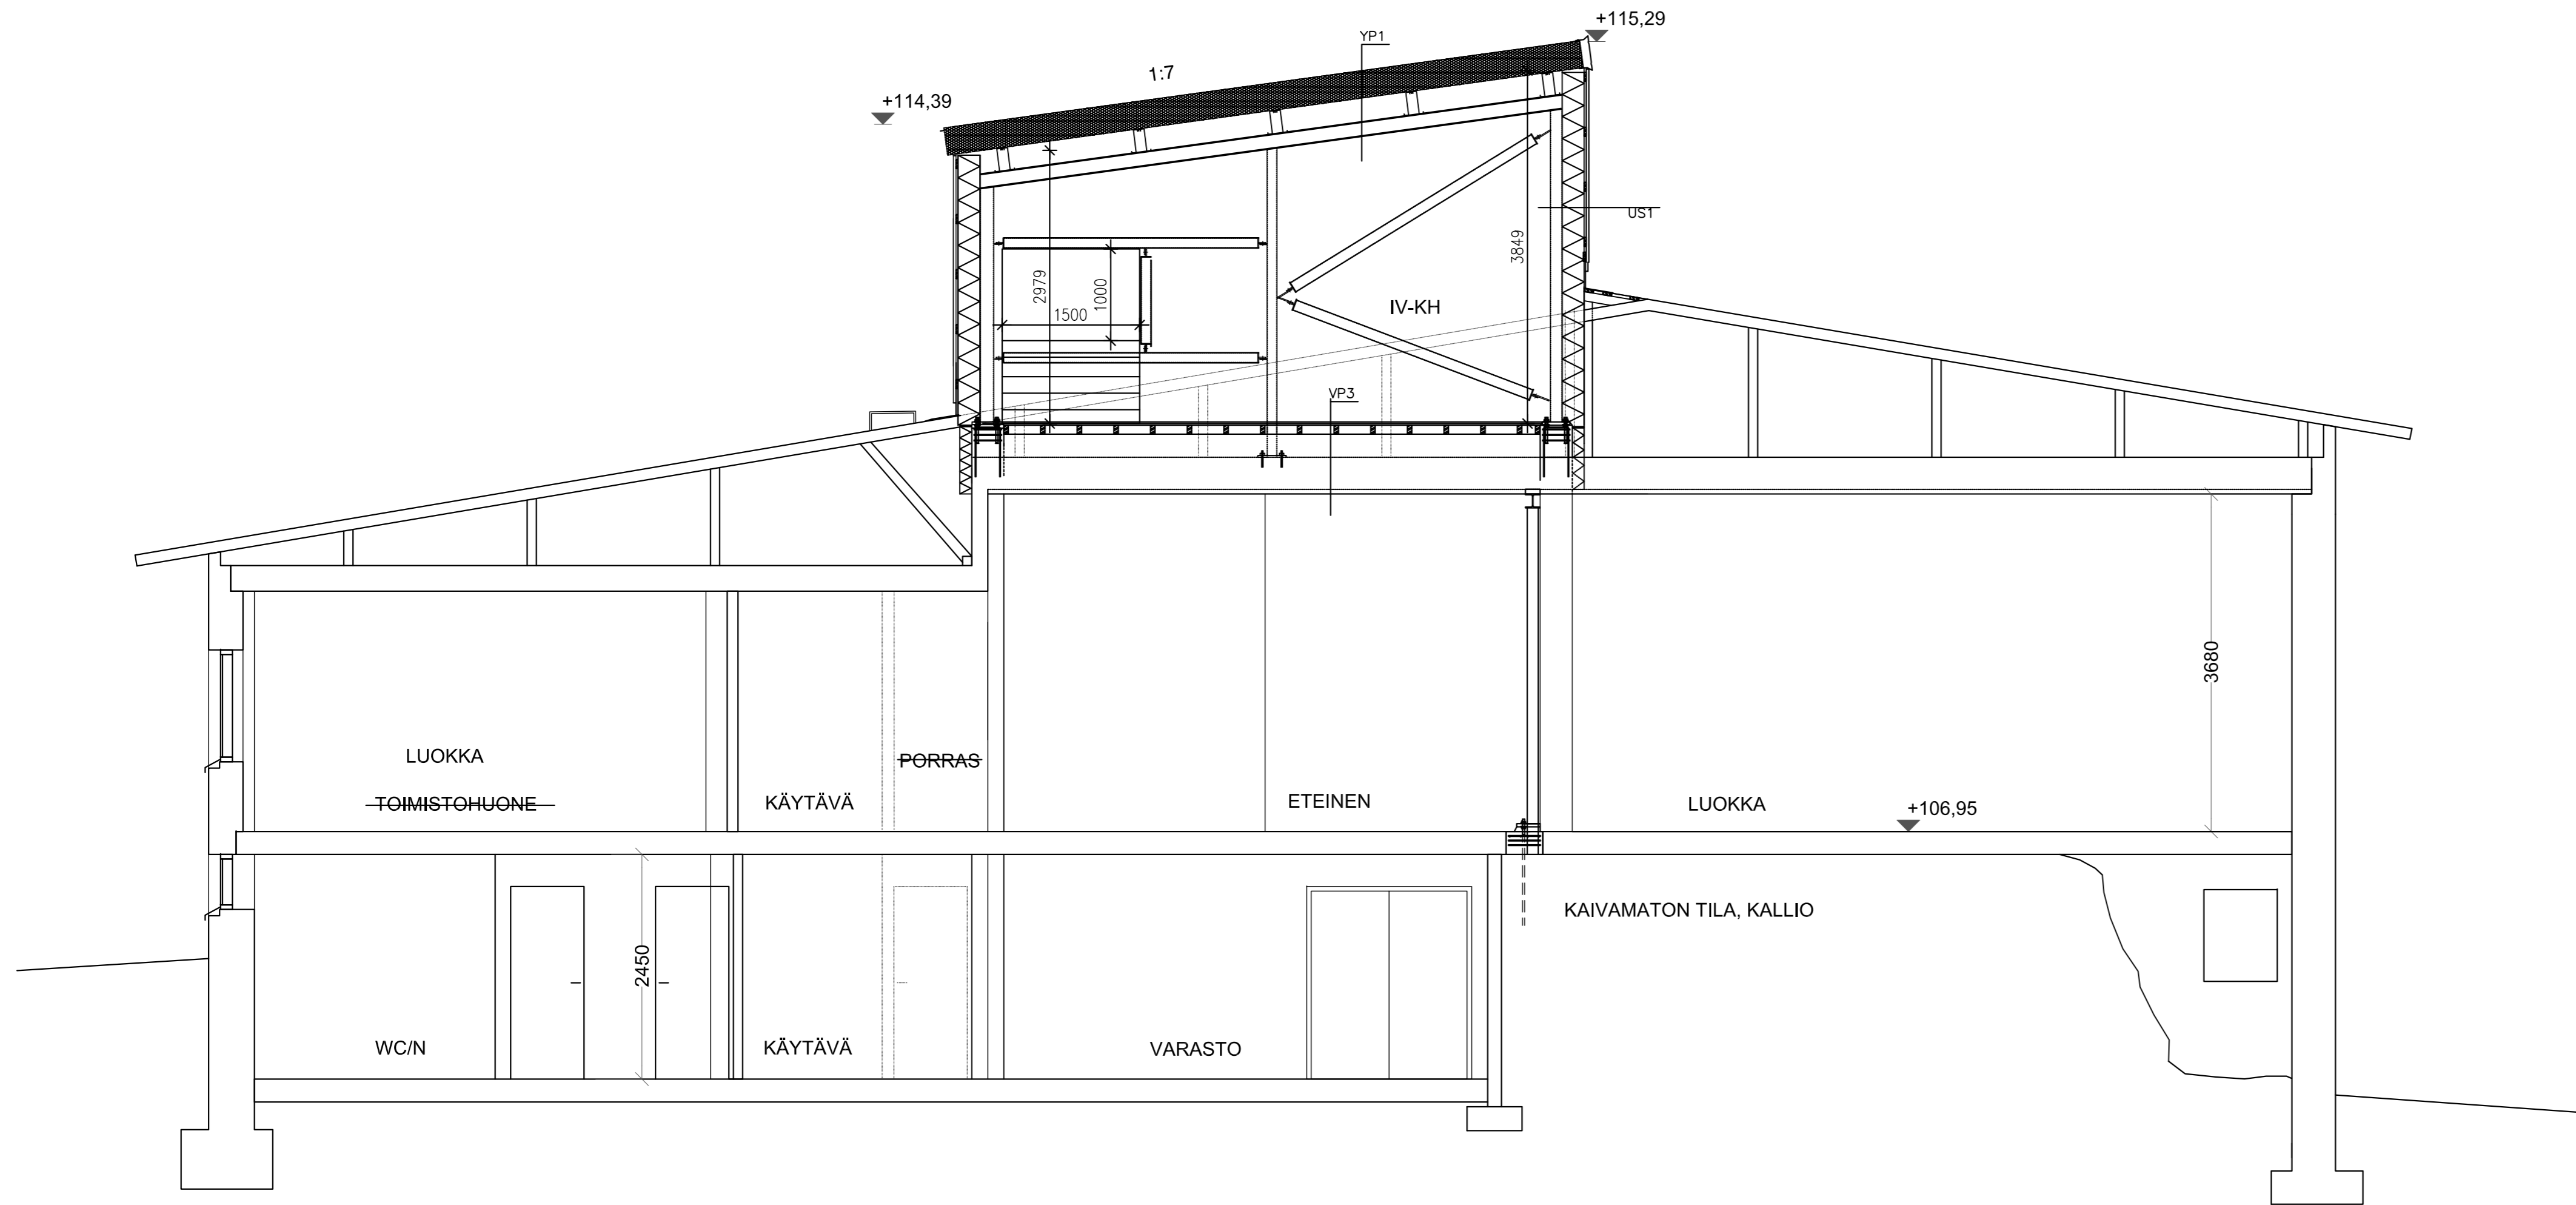 +115,29
YP1
1:7
+114,39
US1
3849
2979
1000
1500
IV-KH
VP3
3680
LUOKKA
PORRAS
TOIMISTOHUONE
KÄYTÄVÄ
ETEINEN
LUOKKA
+106,95
KAIVAMATON TILA, KALLIO
2450
WC/N
KÄYTÄVÄ
VARASTO